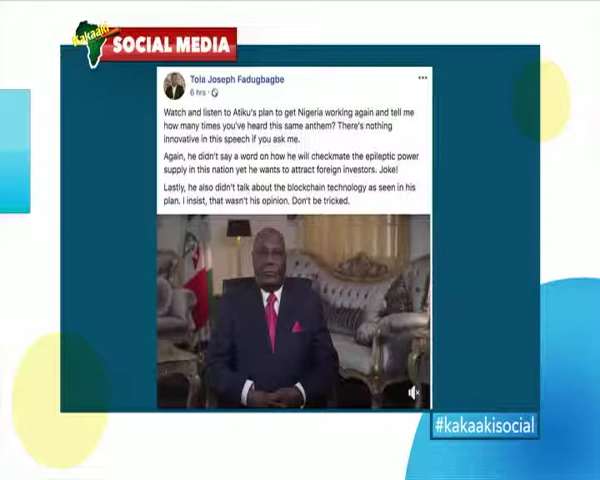 Kakaaki
SOCIAL MEDIA
Tola Joseph Fadugbagbe
6 hrs
Watch and listen to Atiku's plan to get Nigeria working again and tell me
how many times you've heard this same anthem? There's nothing
innovative in this speech if you ask me.
Again, he didn't say a word on how he will checkmate the epileptic power
supply in this nation yet he wants to attract foreign investors. Joke!
Lastly, he also didn't talk about the blockchain technology as seen in his
plan. I insist, that wasn't his opinion. Don't be tricked.
#kakaakisocial